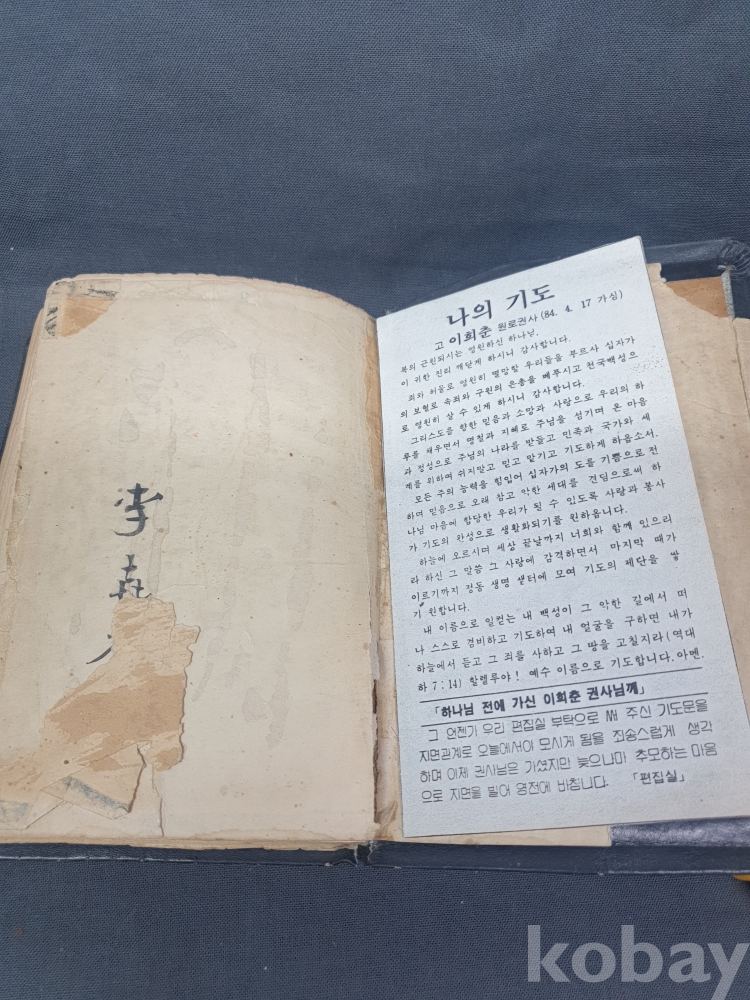 李
나의 기도
고 이희춘 원로권사 (84. 4. 17 가심)
복의 근원되시는 영원하신 하나님.
이 귀한 진리 깨닫게 하시니 감사합니다.
죄와 허물로 영원히 멸망할 우리들을 부르사 십자가
의 보혈로 속죄와 구원의 은총을 베푸시고 천국백성으
로 영원히 살 수 있게 하시니 감사합니다.
그리스도를 향한 믿음과 소망과 사랑으로 우리의 하
루를 채우면서 명철과 지혜로 주님을 섬기며 온 마음
과 정성으로 주님의 나라를 받들고 민족과 국가와 세
계를 위하여 쉬지말고 믿고 맡기고 기도하게 하옵소서.
모든 주의 능력을 힘입어 십자가의 도를 기쁨으로 전
하며 믿음으로 오래 참고 악한 세대를 견딤으로써 하
나님 마음에 합당한 우리가 될 수 있도록 사랑과 봉사
가 기도의 완성으로 생활화되기를 원하옵니다.
하늘에 오르시며 세상 끝날까지 너희와 함께 있으리
라 하신 그 말씀 그 사랑에 감격하면서 마지막 때가
이르기까지 정동 생명 샘터에 모여 기도의 제단을 쌓
기 원합니다.
내 이름으로 일컫는 내 백성이 그 악한 길에서 떠
나 스스로 겸비하고 기도하여 내 얼굴을 구하면 내가
하늘에서 듣고 그 죄를 사하고 그 땅을 고칠지라 (역대
하 7 : 14) 할렐루야! 예수 이름으로 기도합니다. 아멘.
「하나님 전에 가신 이희춘 권사님께」
그 언젠가 우리 편집실 부탁으로 써 주신 기도문을
지면관계로 오늘에서야 모시게 됨을 죄송스럽게 생각
하며 이제 권사님은 가셨지만 늦으나마 추모하는 마음
으로 지면을 빌어 영전에 바칩니다. 「편집실」
kobay